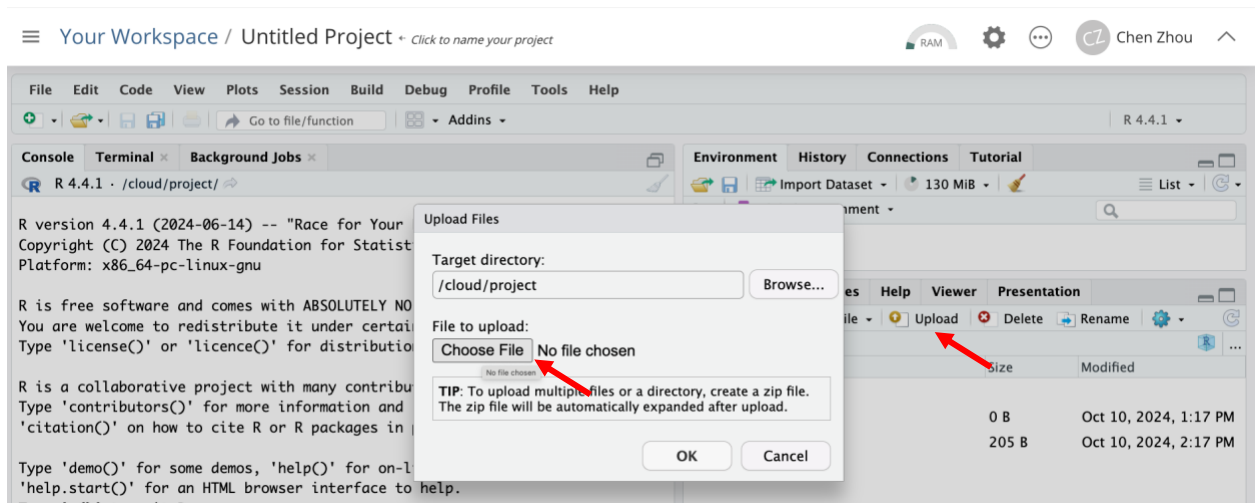 Your Workspace / Untitled Project ← Click to name your project
RAM
CZ Chen Zhou
File Edit Code View Plots Session Build Debug Profile Tools Help
Go to file/function
Addins
R 4.4.1
Console Terminal × Background Jobs ×
R R 4.4.1 · /cloud/project/
R version 4.4.1 (2024-06-14) -- "Race for Your
Copyright (C) 2024 The R Foundation for Statist
Platform: x86_64-pc-linux-gnu
R is free software and comes with ABSOLUTELY NO
You are welcome to redistribute it under certai
Type 'license()' or 'licence()' for distributio
R is a collaborative project with many contribu
Type 'contributors()' for more information and
'citation()' on how to cite R or R packages in
Type 'demo()' for some demos, 'help()' for on-l
'help.start()' for an HTML browser interface to help.
Upload Files
Target directory:
/cloud/project
Browse...
File to upload:
Choose File No file chosen
No file chosen
TIP: To upload multiple files or a directory, create a zip file.
The zip file will be automatically expanded after upload.
OK Cancel
Environment History Connections Tutorial
Import Dataset 130 MiB List
nment
es Help Viewer Presentation
ile Upload Delete Rename
R ...
Size Modified
0 B Oct 10, 2024, 1:17 PM
205 B Oct 10, 2024, 2:17 PM